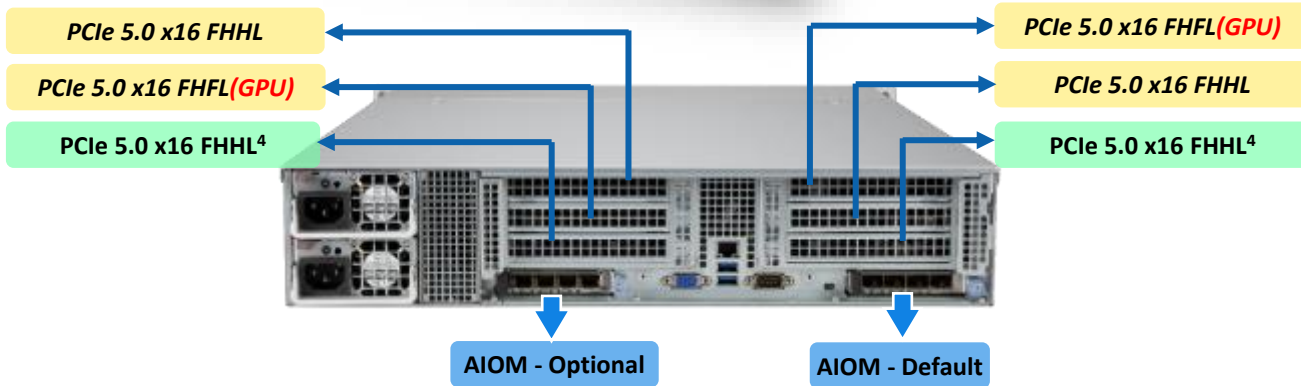 PCIe 5.0 x16 FHHL
PCIe 5.0 x16 FHFL(GPU)
PCIe 5.0 x16 FHHL⁴
PCIe 5.0 x16 FHFL(GPU)
PCIe 5.0 x16 FHHL
PCIe 5.0 x16 FHHL⁴
AIOM - Optional
AIOM - Default